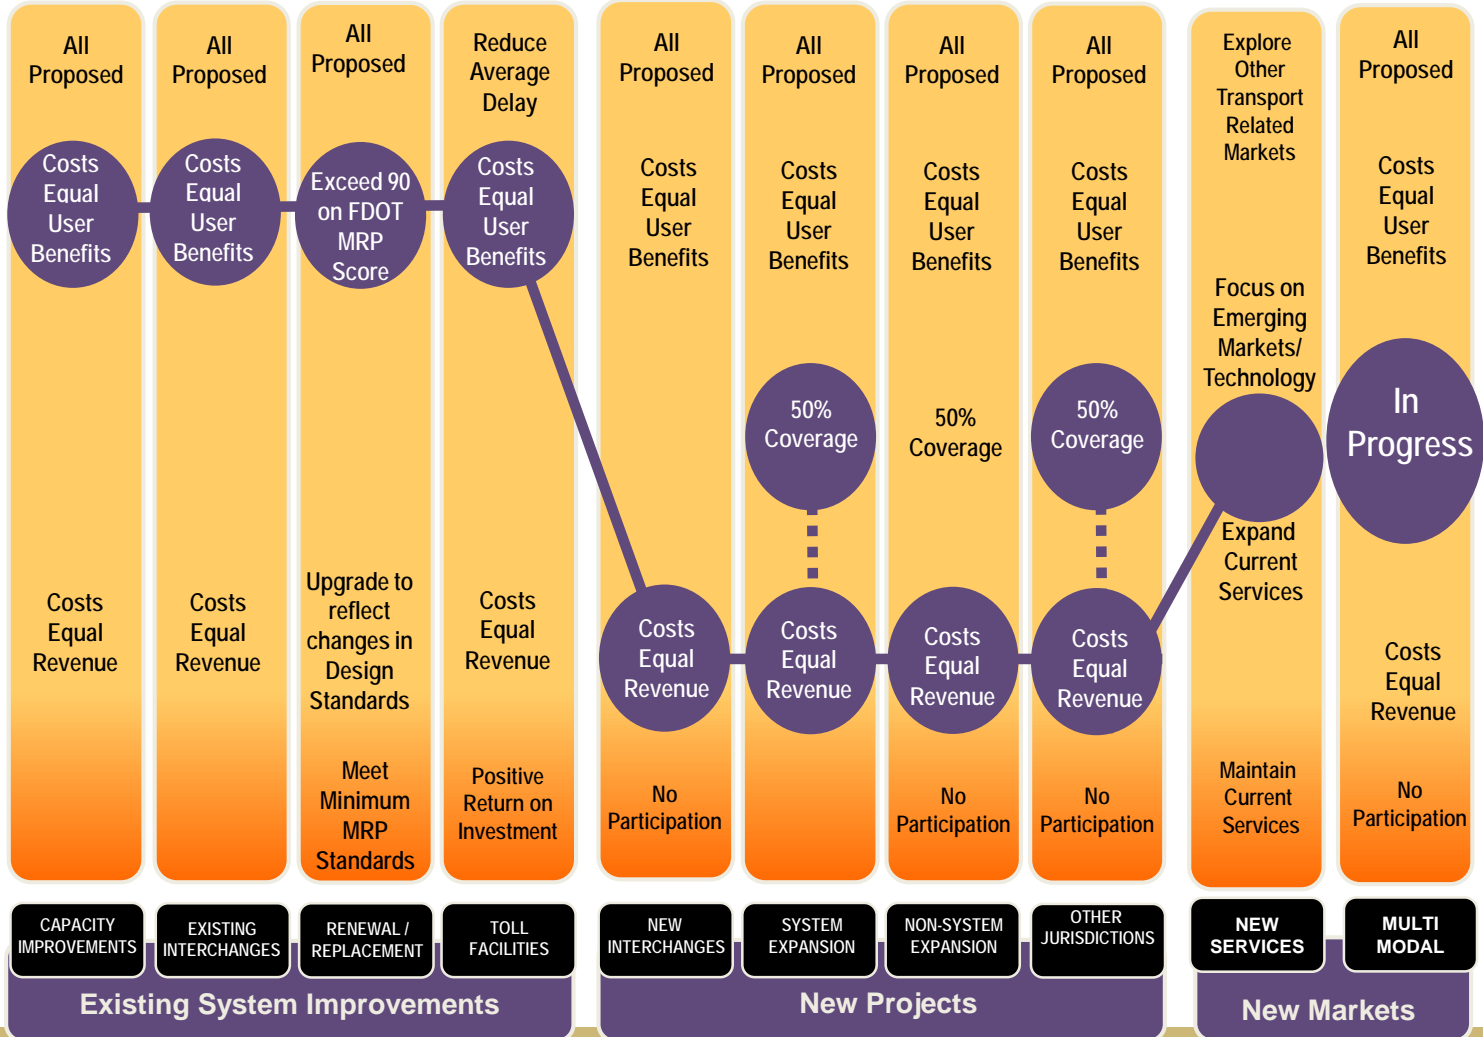 All
Proposed
Costs
Equal
User
Benefits
Costs
Equal
Revenue
CAPACITY
IMPROVEMENTS
All
Proposed
Costs
Equal
User
Benefits
Costs
Equal
Revenue
EXISTING
INTERCHANGES
All
Proposed
Exceed 90
on FDOT
MRP
Score
Upgrade to
reflect
changes in
Design
Standards
Meet
Minimum
MRP
Standards
RENEWAL /
REPLACEMENT
Reduce
Average
Delay
Costs
Equal
User
Benefits
Costs
Equal
Revenue
Positive
Return on
Investment
TOLL
FACILITIES
Existing System Improvements
All
Proposed
Costs
Equal
User
Benefits
Costs
Equal
Revenue
No
Participation
NEW
INTERCHANGES
All
Proposed
Costs
Equal
User
Benefits
50%
Coverage
Costs
Equal
Revenue
SYSTEM
EXPANSION
All
Proposed
Costs
Equal
User
Benefits
50%
Coverage
Costs
Equal
Revenue
No
Participation
NON-SYSTEM
EXPANSION
All
Proposed
Costs
Equal
User
Benefits
50%
Coverage
Costs
Equal
Revenue
No
Participation
OTHER
JURISDICTIONS
New Projects
Explore
Other
Transport
Related
Markets
Focus on
Emerging
Markets/
Technology
Expand
Current
Services
Maintain
Current
Services
NEW
SERVICES
All
Proposed
Costs
Equal
User
Benefits
In
Progress
Costs
Equal
Revenue
No
Participation
MULTI
MODAL
New Markets